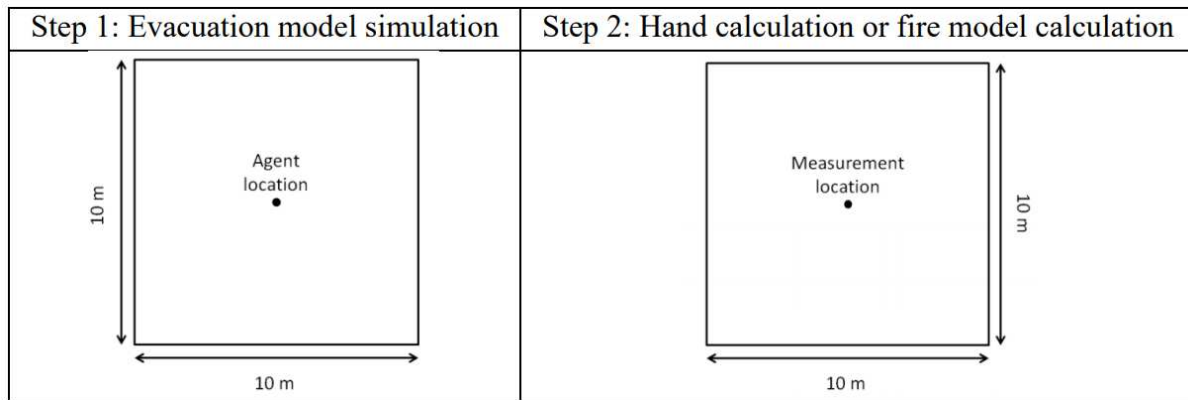 Step 1: Evacuation model simulation
Step 2: Hand calculation or fire model calculation
Agent
location
10 m
10 m
Measurement
location
10 m
10 m